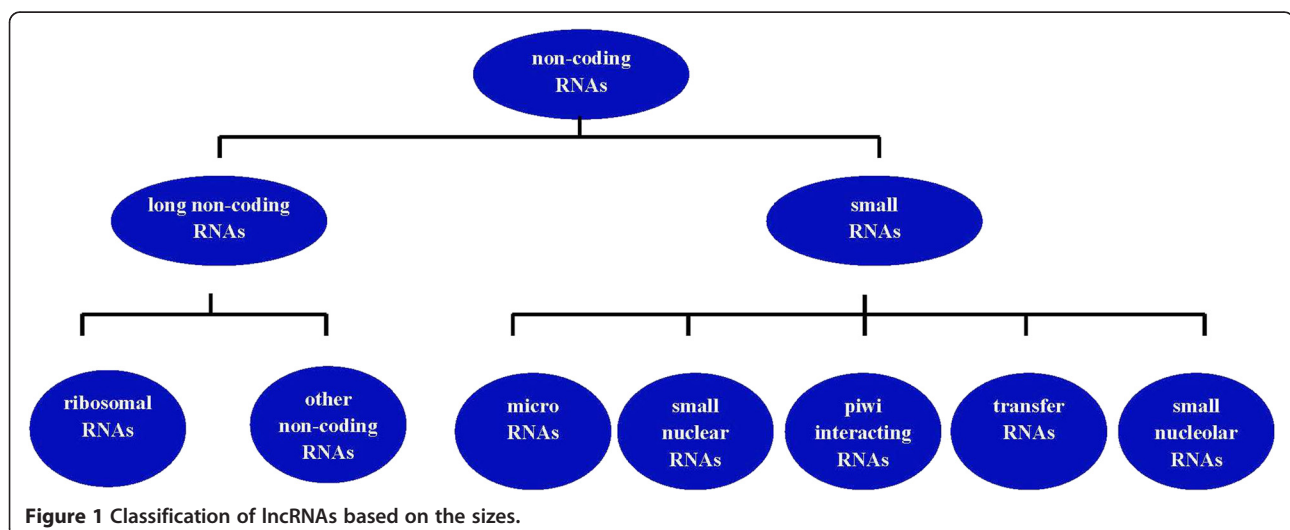 non-coding
RNAs
long non-coding
RNAs
small
RNAs
ribosomal
RNAs
other
non-coding
RNAs
micro
RNAs
small
nuclear
RNAs
piwi
interacting
RNAs
transfer
RNAs
small
nucleolar
RNAs
Figure 1 Classification of lncRNAs based on the sizes.